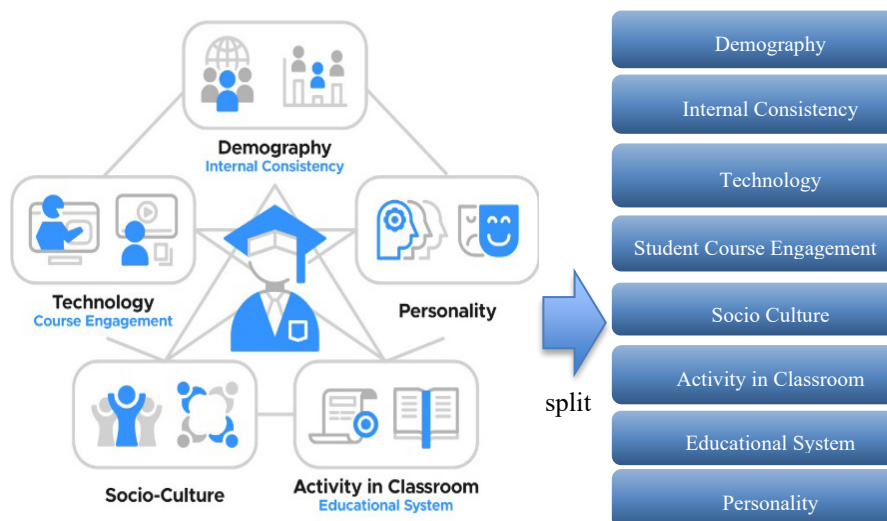 Demography
Internal Consistency
Technology
Course Engagement
Personality
Socio-Culture
Activity in Classroom
Educational System
split
Demography
Internal Consistency
Technology
Student Course Engagement
Socio Culture
Activity in Classroom
Educational System
Personality